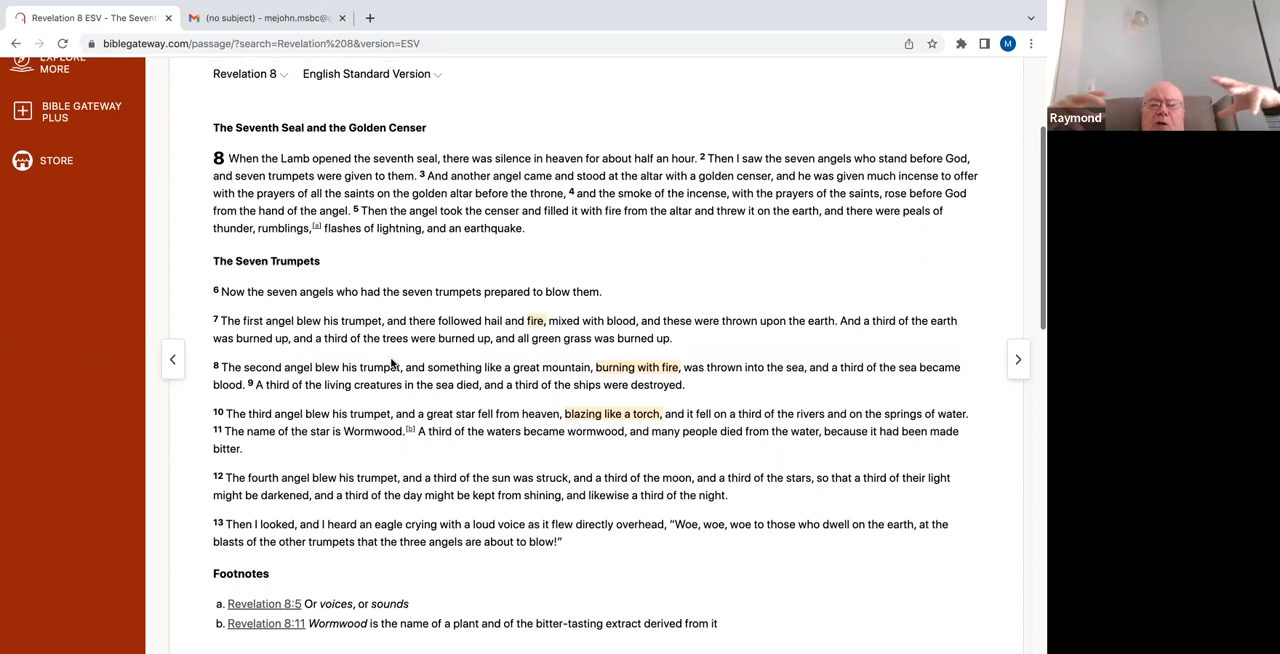 Revelation 8 ESV - The Sevent
(no subject) - mejohn.msbc@g
biblegateway.com/passage/?search=Revelation%208&version=ESV
M
EXPLORE
MORE
BIBLE GATEWAY
PLUS
STORE
Revelation 8 English Standard Version
The Seventh Seal and the Golden Censer
8 When the Lamb opened the seventh seal, there was silence in heaven for about half an hour. 2 Then I saw the seven angels who stand before God,
and seven trumpets were given to them. 3 And another angel came and stood at the altar with a golden censer, and he was given much incense to offer
with the prayers of all the saints on the golden altar before the throne, 4 and the smoke of the incense, with the prayers of the saints, rose before God
from the hand of the angel. 5 Then the angel took the censer and filled it with fire from the altar and threw it on the earth, and there were peals of
thunder, rumblings,[a] flashes of lightning, and an earthquake.
The Seven Trumpets
6 Now the seven angels who had the seven trumpets prepared to blow them.
7 The first angel blew his trumpet, and there followed hail and fire, mixed with blood, and these were thrown upon the earth. And a third of the earth
was burned up, and a third of the trees were burned up, and all green grass was burned up.
8 The second angel blew his trumpet, and something like a great mountain, burning with fire, was thrown into the sea, and a third of the sea became
blood. 9 A third of the living creatures in the sea died, and a third of the ships were destroyed.
10 The third angel blew his trumpet, and a great star fell from heaven, blazing like a torch, and it fell on a third of the rivers and on the springs of water.
11 The name of the star is Wormwood.[b] A third of the waters became wormwood, and many people died from the water, because it had been made
bitter.
12 The fourth angel blew his trumpet, and a third of the sun was struck, and a third of the moon, and a third of the stars, so that a third of their light
might be darkened, and a third of the day might be kept from shining, and likewise a third of the night.
13 Then I looked, and I heard an eagle crying with a loud voice as it flew directly overhead, “Woe, woe, woe to those who dwell on the earth, at the
blasts of the other trumpets that the three angels are about to blow!”
Footnotes
a. Revelation 8:5 Or voices, or sounds
b. Revelation 8:11 Wormwood is the name of a plant and of the bitter-tasting extract derived from it
Raymond